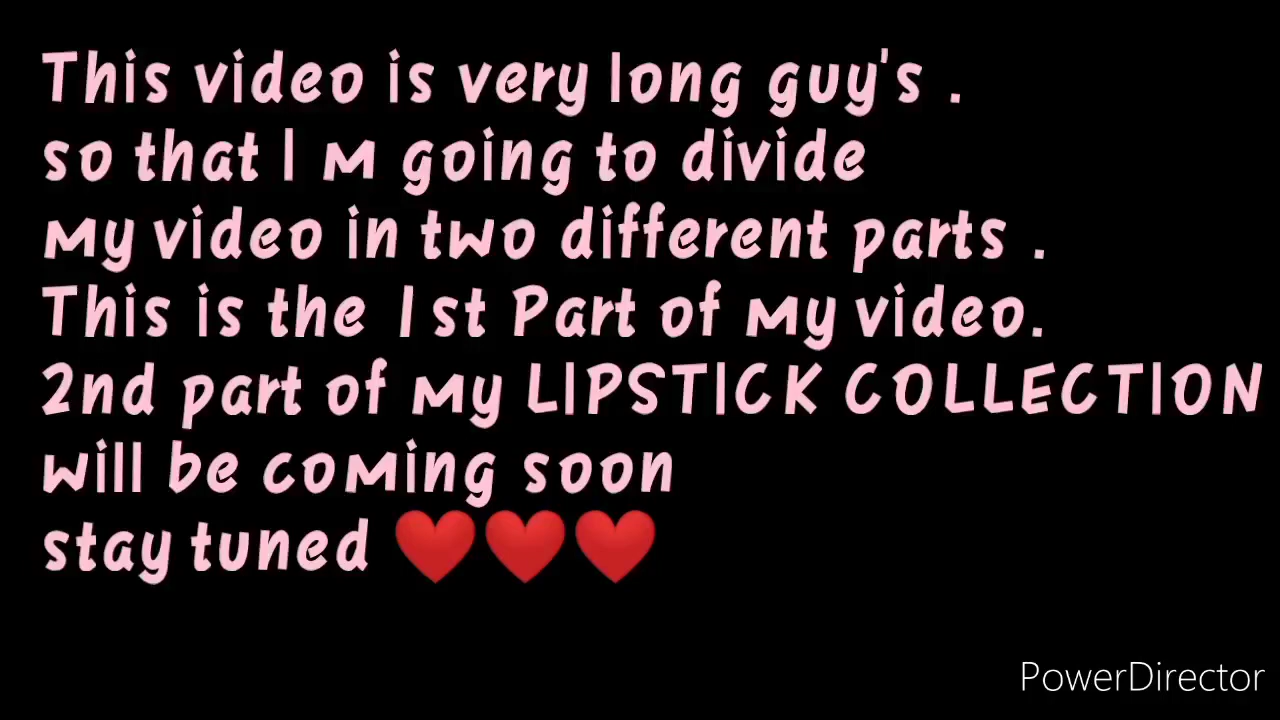 This video is very long guy's .
so that I M going to divide
My video in two different parts .
This is the 1st Part of My video.
2nd part of My LIPSTICK COLLECTION
will be coMing soon
stay tuned ❤️❤️❤️
PowerDirector